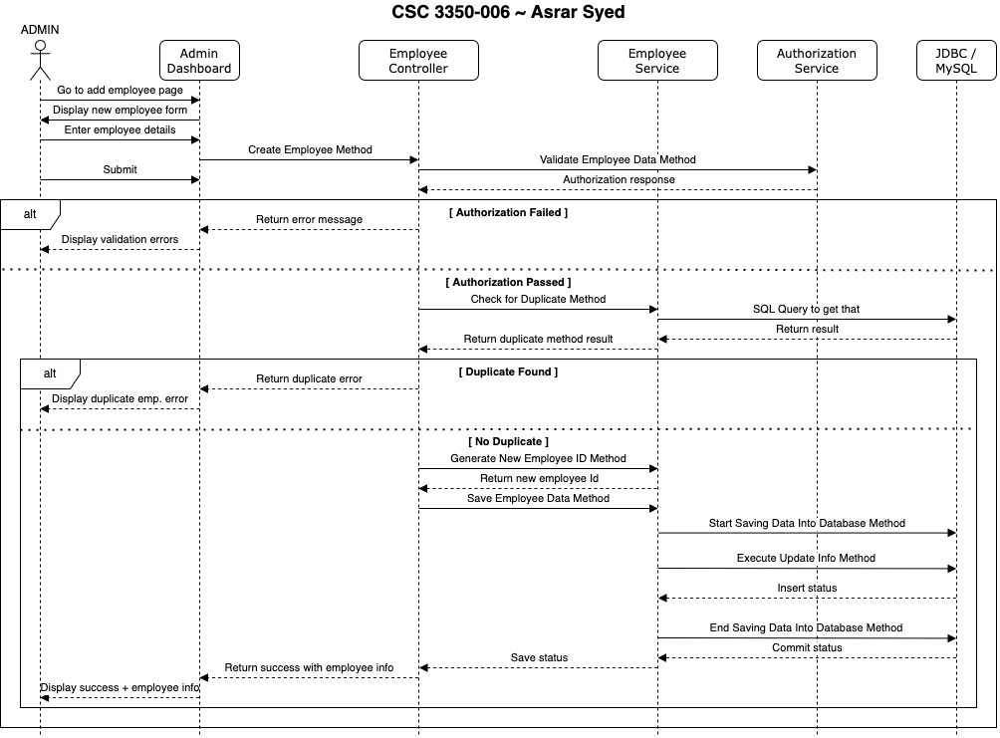 CSC 3350-006 ~ Asrar Syed
ADMIN
Admin
Dashboard
Employee
Controller
Employee
Service
Authorization
Service
JDBC /
MySQL
Go to add employee page
Display new employee form
Enter employee details
Create Employee Method
Validate Employee Data Method
Submit
Authorization response
alt
[ Authorization Failed ]
Return error message
Display validation errors
[ Authorization Passed ]
Check for Duplicate Method
SQL Query to get that
Return result
Return duplicate method result
alt
[ Duplicate Found ]
Return duplicate error
Display duplicate emp. error
[ No Duplicate ]
Generate New Employee ID Method
Return new employee Id
Save Employee Data Method
Start Saving Data Into Database Method
Execute Update Info Method
Insert status
End Saving Data Into Database Method
Commit status
Save status
Return success with employee info
Display success + employee info